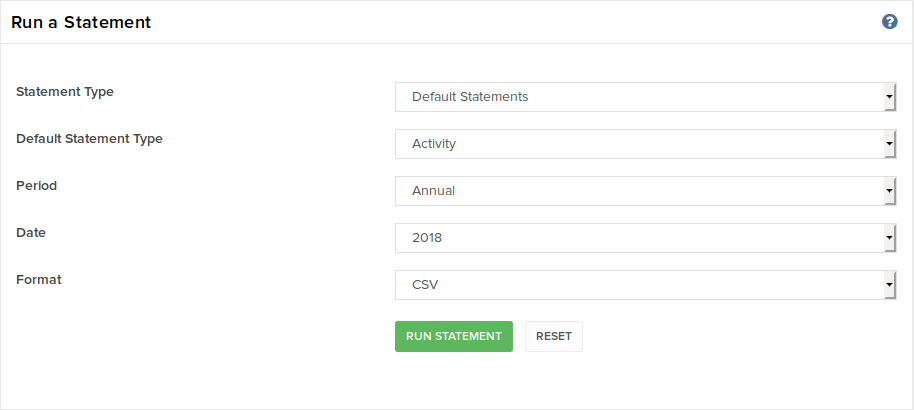 Run a Statement
Statement Type
Default Statements
Default Statement Type
Activity
Period
Annual
Date
2018
Format
CSV
RUN STATEMENT
RESET